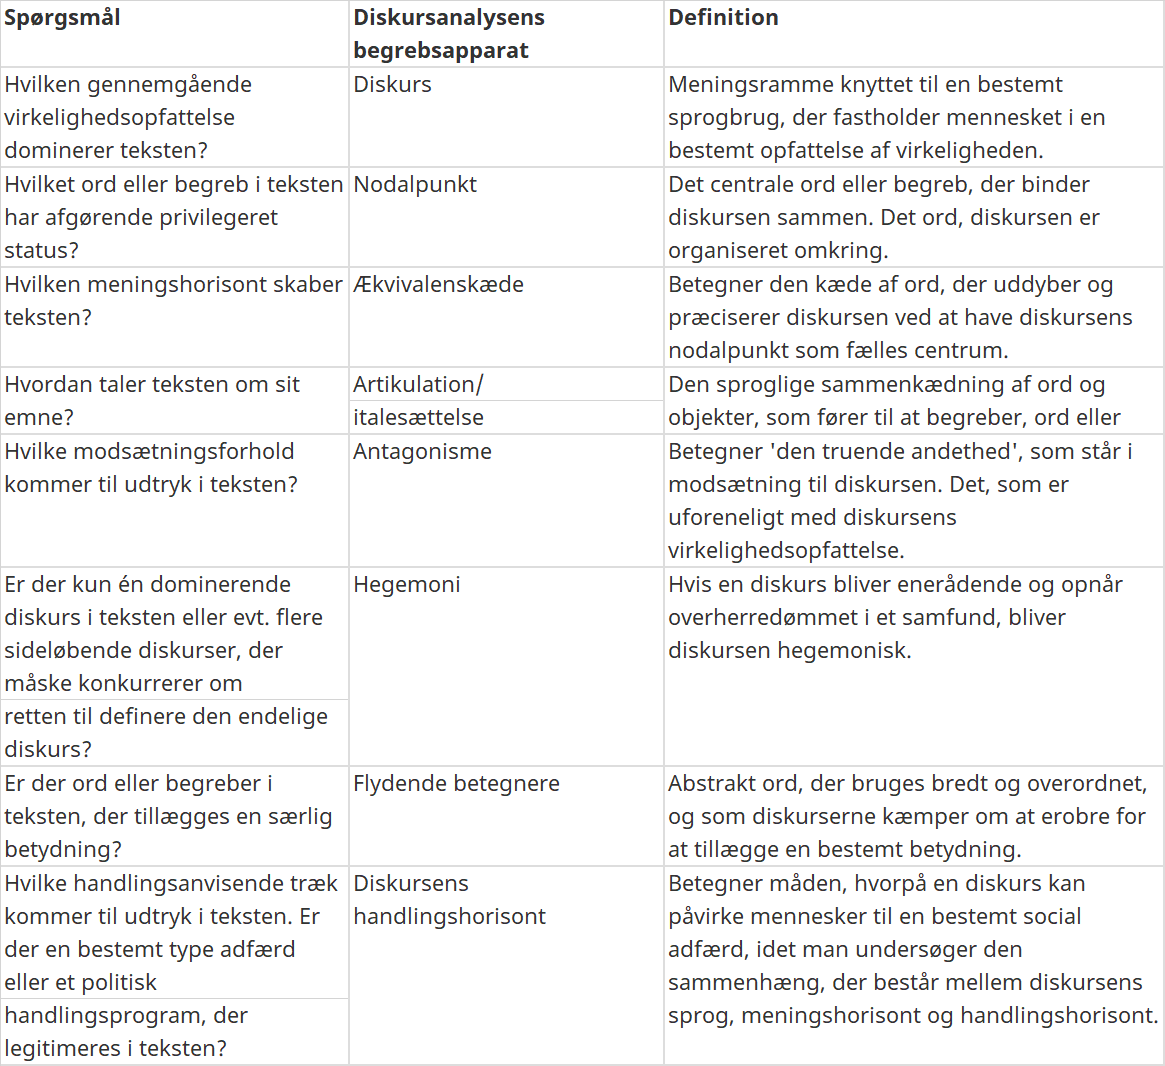 Spørgsmål
Diskursanalysens
begrebsapparat
Definition
Hvilken gennemgående
virkelighedsopfattelse
dominerer teksten?
Diskurs
Meningsramme knyttet til en bestemt
sprogbrug, der fastholder mennesket i en
bestemt opfattelse af virkeligheden.
Hvilket ord eller begreb i teksten
har afgørende privilegeret
status?
Nodalpunkt
Det centrale ord eller begreb, der binder
diskursen sammen. Det ord, diskursen er
organiseret omkring.
Hvilken meningshorisont skaber
teksten?
Ækvivalenskæde
Betegner den kæde af ord, der uddyber og
præciserer diskursen ved at have diskursens
nodalpunkt som fælles centrum.
Hvordan taler teksten om sit
emne?
Artikulation/
italesættelse
Den sproglige sammenkædning af ord og
objekter, som fører til at begreber, ord eller
Hvilke modsætningsforhold
kommer til udtryk i teksten?
Antagonisme
Betegner 'den truende andethed', som står i
modsætning til diskursen. Det, som er
uforeneligt med diskursens
virkelighedsopfattelse.
Er der kun én dominerende
diskurs i teksten eller evt. flere
sideløbende diskurser, der
måske konkurrerer om
retten til definere den endelige
diskurs?
Hegemoni
Hvis en diskurs bliver enerådende og opnår
overherredømmet i et samfund, bliver
diskursen hegemonisk.
Er der ord eller begreber i
teksten, der tillægges en særlig
betydning?
Flydende betegnere
Abstrakt ord, der bruges bredt og overordnet,
og som diskurserne kæmper om at erobre for
at tillægge en bestemt betydning.
Hvilke handlingsanvisende træk
kommer til udtryk i teksten. Er
der en bestemt type adfærd
eller et politisk
handlingsprogram, der
legitimeres i teksten?
Diskursens
handlingshorisont
Betegner måden, hvorpå en diskurs kan
påvirke mennesker til en bestemt social
adfærd, idet man undersøger den
sammenhæng, der består mellem diskursens
sprog, meningshorisont og handlingshorisont.